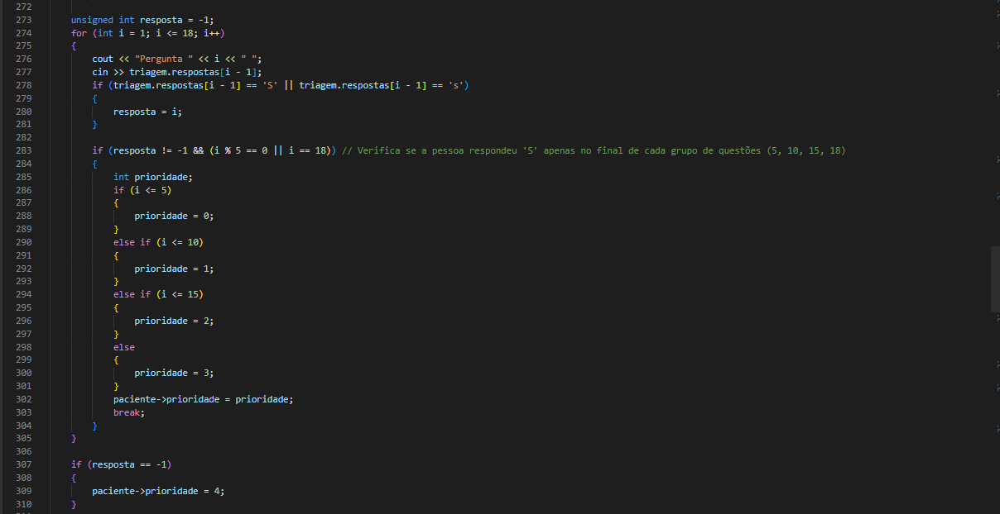 272
273 unsigned int resposta = -1;
274 for (int i = 1; i <= 18; i++)
275 {
276 cout << "Pergunta " << i << " ";
277 cin >> triagem.respostas[i - 1];
278 if (triagem.respostas[i - 1] == 'S' || triagem.respostas[i - 1] == 's')
279 {
280 resposta = i;
281 }
282
283 if (resposta != -1 && (i % 5 == 0 || i == 18)) // Verifica se a pessoa respondeu 'S' apenas no final de cada grupo de questões (5, 10, 15, 18)
284 {
285 int prioridade;
286 if (i <= 5)
287 {
288 prioridade = 0;
289 }
290 else if (i <= 10)
291 {
292 prioridade = 1;
293 }
294 else if (i <= 15)
295 {
296 prioridade = 2;
297 }
298 else
299 {
300 prioridade = 3;
301 }
302 paciente->prioridade = prioridade;
303 break;
304 }
305 }
306
307 if (resposta == -1)
308 {
309 paciente->prioridade = 4;
310 }